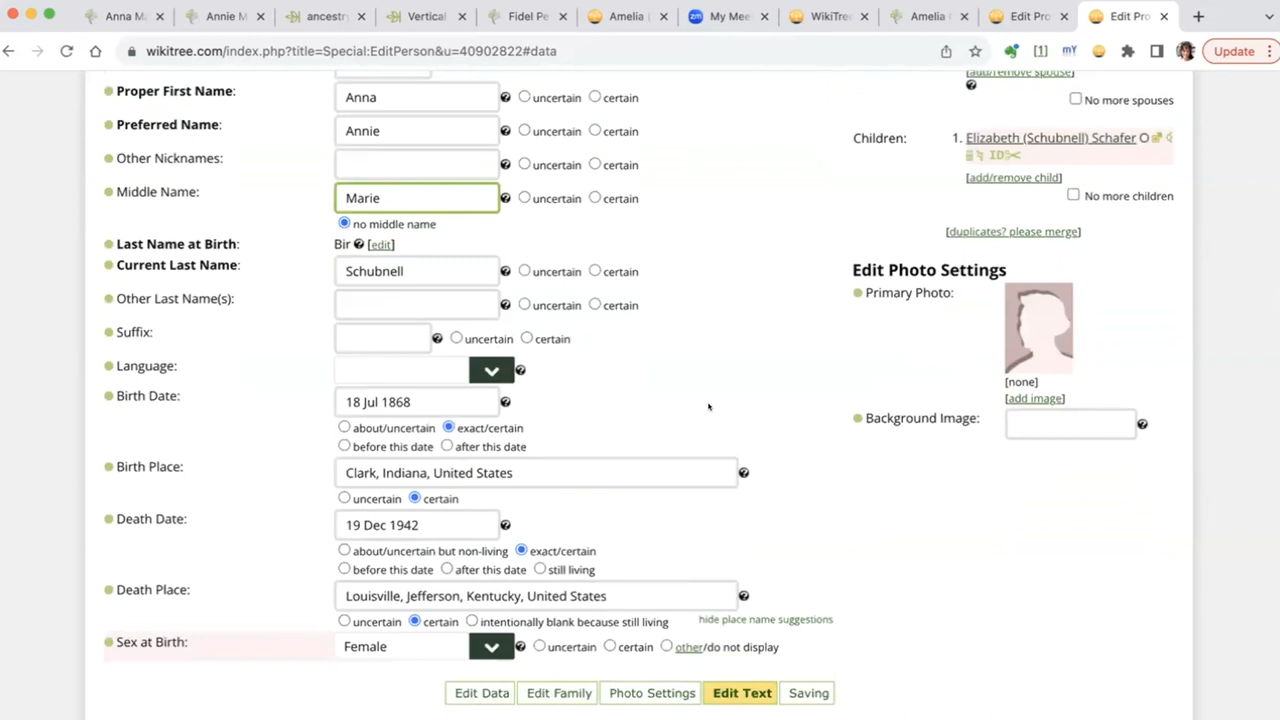 Anna M
Annie M
ancestr
Vertical
Fidel Pe
Amelia (
My Mee
WikiTre
Amelia
Edit Pro
Edit Pro
wikitree.com/index.php?title=Special:EditPerson&u=40902822#data
[1] mY Update
[add/remove spouse]
No more spouses
Proper First Name: Anna uncertain certain
Preferred Name: Annie uncertain certain
Other Nicknames: uncertain certain
Middle Name: Marie uncertain certain
no middle name
Last Name at Birth: Bir [edit]
Current Last Name: Schubnell uncertain certain
Other Last Name(s): uncertain certain
Suffix: uncertain certain
Language:
Birth Date: 18 Jul 1868
about/uncertain exact/certain
before this date after this date
Birth Place: Clark, Indiana, United States
uncertain certain
Death Date: 19 Dec 1942
about/uncertain but non-living exact/certain
before this date after this date still living
Death Place: Louisville, Jefferson, Kentucky, United States
uncertain certain intentionally blank because still living hide place name suggestions
Sex at Birth: Female uncertain certain other/do not display
Edit Data Edit Family Photo Settings Edit Text Saving
Children: 1. Elizabeth (Schubnell) Schafer
ID
[add/remove child]
No more children
[duplicates? please merge]
Edit Photo Settings
Primary Photo:
[none]
[add image]
Background Image: